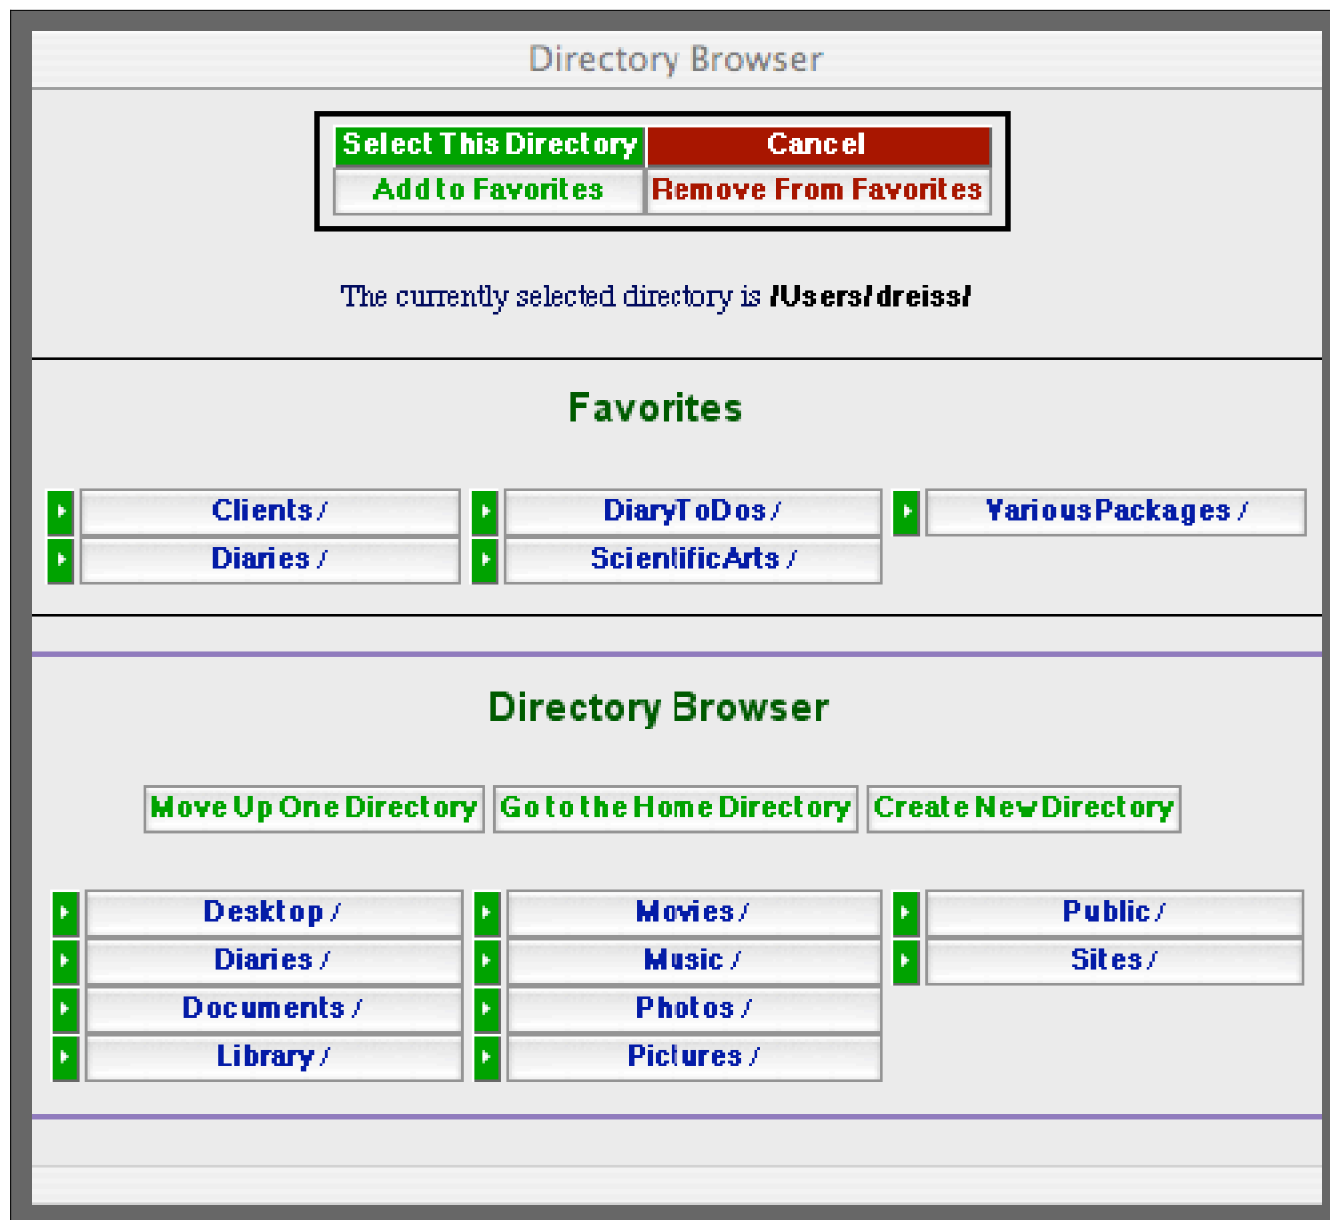 Directory Browser
Select This Directory Cancel
Add to Favorites Remove From Favorites
The currently selected directory is /Users/dreiss/
Favorites
Clients / DiaryToDos / VariousPackages /
Diaries / ScientificArts /
Directory Browser
Move Up One Directory Go to the Home Directory Create New Directory
Desktop / Movies / Public /
Diaries / Music / Sites /
Documents / Photos /
Library / Pictures /